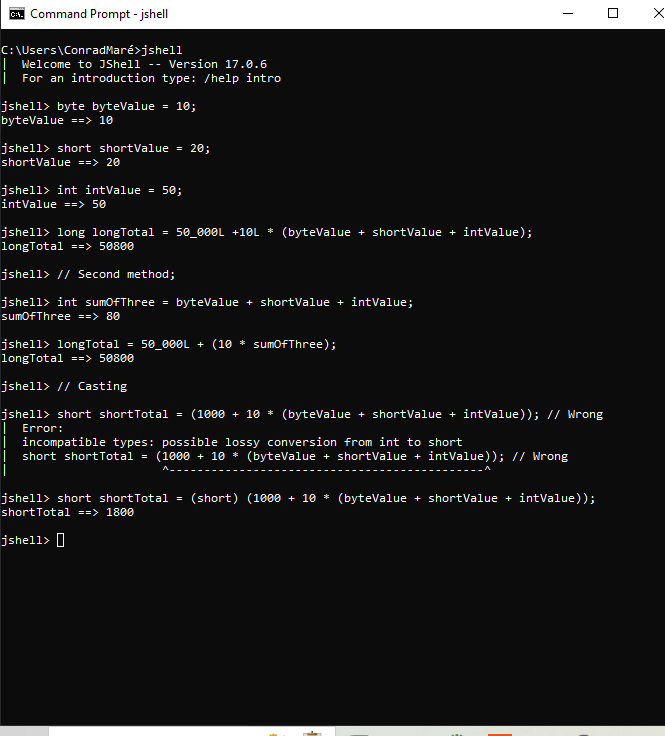 Command Prompt - jshell
C:\Users\ConradMaré>jshell
|  Welcome to JShell -- Version 17.0.6
|  For an introduction type: /help intro
jshell> byte byteValue = 10;
byteValue ==> 10
jshell> short shortValue = 20;
shortValue ==> 20
jshell> int intValue = 50;
intValue ==> 50
jshell> long longTotal = 50_000L +10L * (byteValue + shortValue + intValue);
longTotal ==> 50800
jshell> // Second method;
jshell> int sumOfThree = byteValue + shortValue + intValue;
sumOfThree ==> 80
jshell> longTotal = 50_000L + (10 * sumOfThree);
longTotal ==> 50800
jshell> // Casting
jshell> short shortTotal = (1000 + 10 * (byteValue + shortValue + intValue)); // Wrong
|  Error:
|  incompatible types: possible lossy conversion from int to short
|  short shortTotal = (1000 + 10 * (byteValue + shortValue + intValue)); // Wrong
|                      ^---------------------------------------------^
jshell> short shortTotal = (short) (1000 + 10 * (byteValue + shortValue + intValue));
shortTotal ==> 1800
jshell>